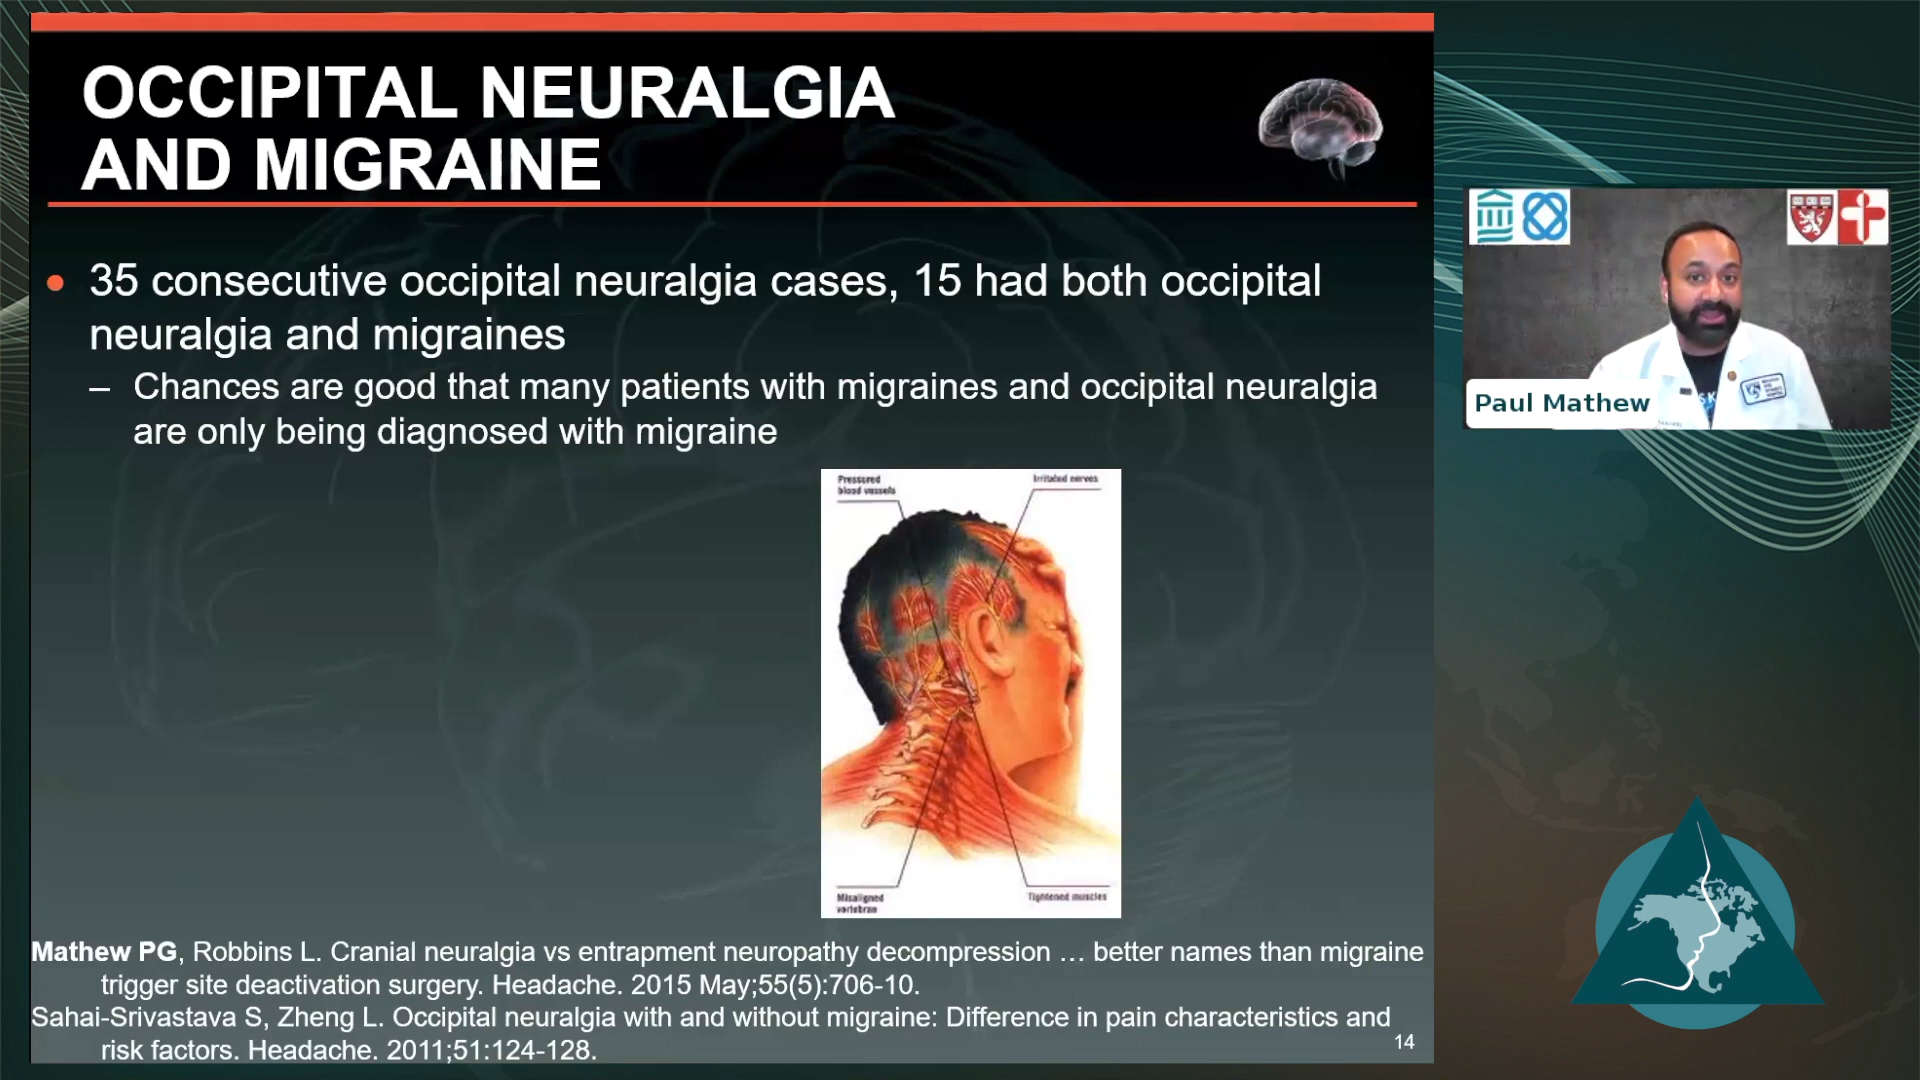 OCCIPITAL NEURALGIA
AND MIGRAINE
35 consecutive occipital neuralgia cases, 15 had both occipital
neuralgia and migraines
– Chances are good that many patients with migraines and occipital neuralgia
are only being diagnosed with migraine
Pressured
blood vessels
Irritated nerves
Misaligned
vertebrae
Tightened muscles
Mathew PG, Robbins L. Cranial neuralgia vs entrapment neuropathy decompression … better names than migraine
trigger site deactivation surgery. Headache. 2015 May;55(5):706-10.
Sahai-Srivastava S, Zheng L. Occipital neuralgia with and without migraine: Difference in pain characteristics and
risk factors. Headache. 2011;51:124-128.
14
Paul Mathew